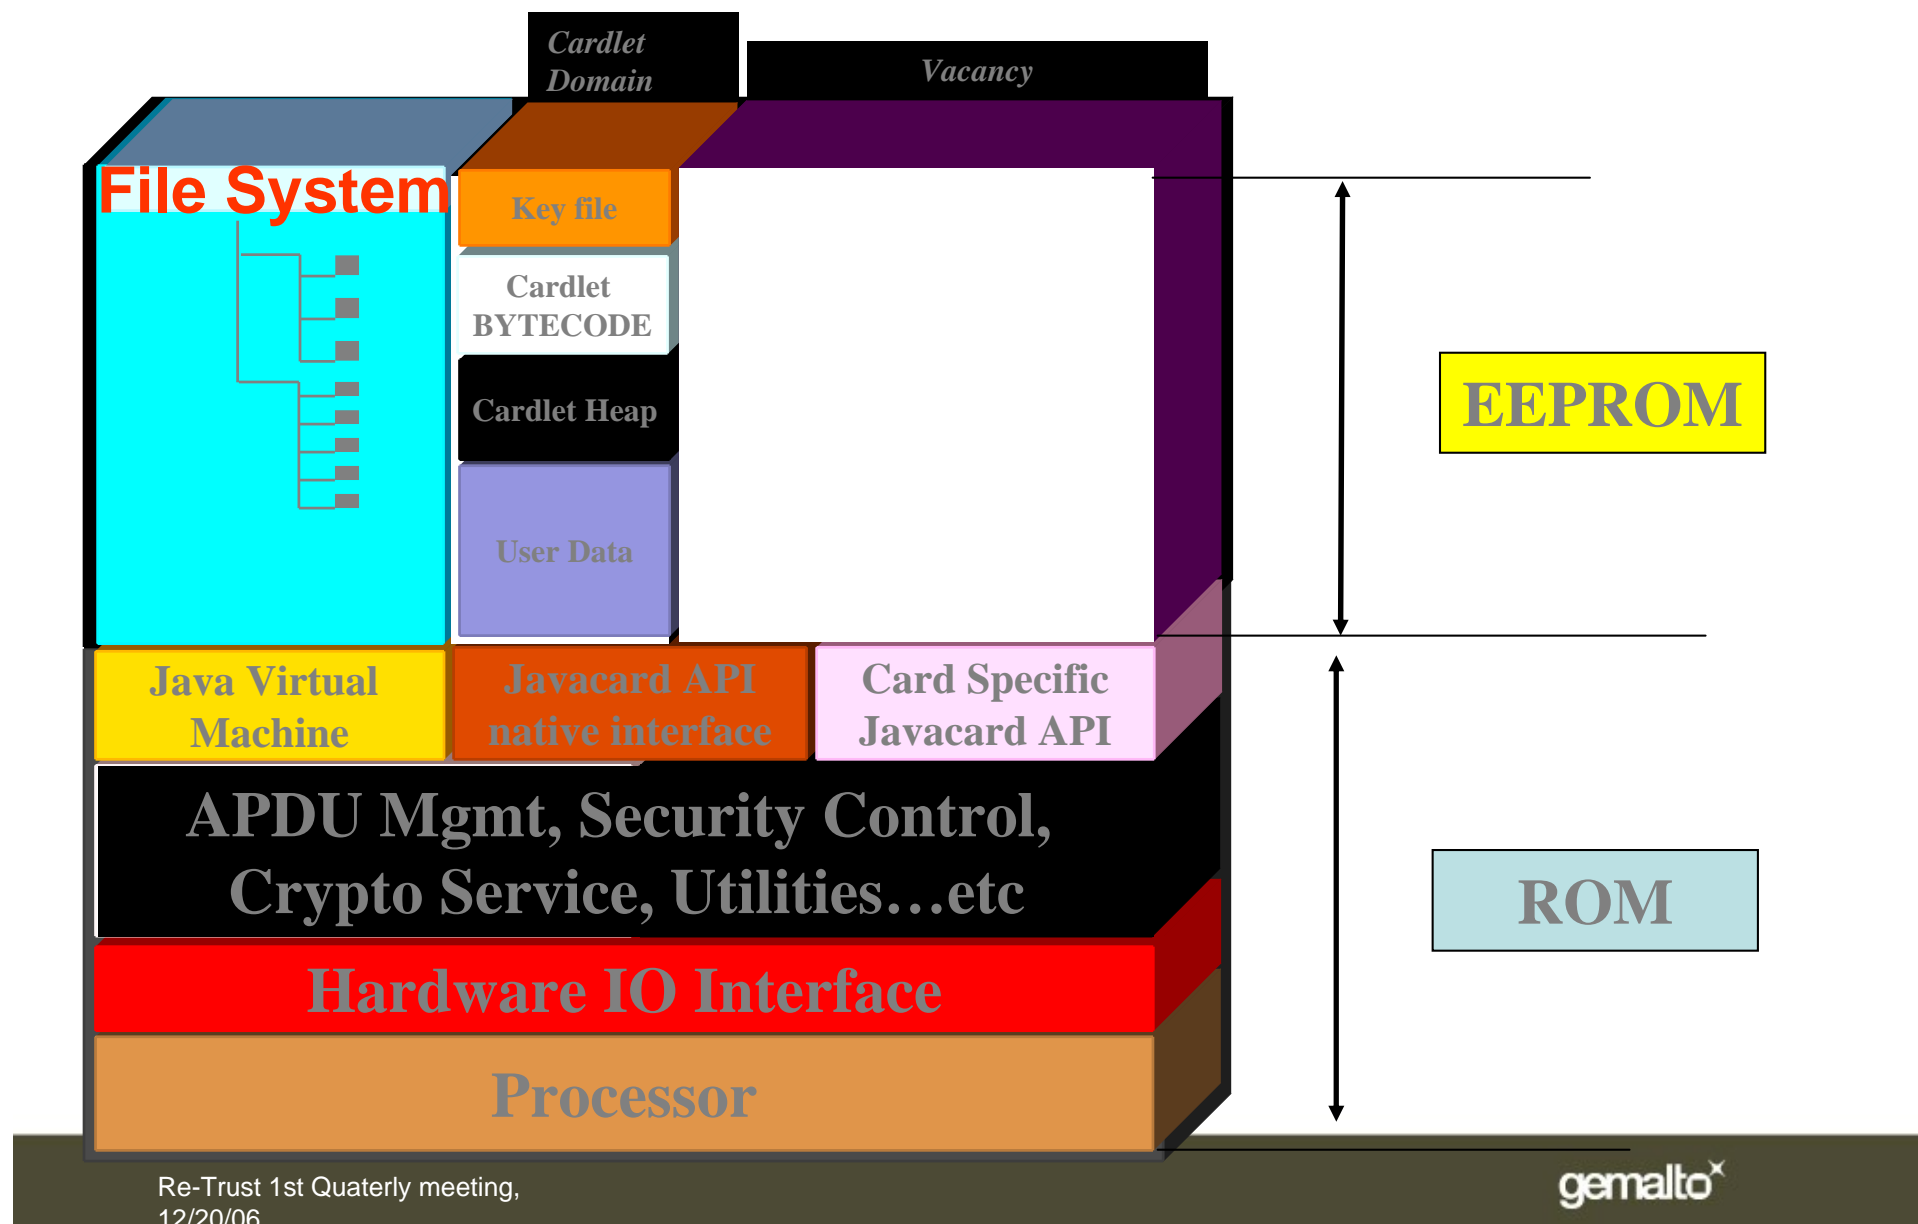 Cardlet
Domain
Vacancy
File System
Key file
Cardlet
BYTECODE
Cardlet Heap
User Data
EEPROM
Java Virtual
Machine
Javacard API
native interface
Card Specific
Javacard API
APDU Mgmt, Security Control,
Crypto Service, Utilities…etc
ROM
Hardware IO Interface
Processor
Re-Trust 1st Quaterly meeting,
12/20/06
gemalto